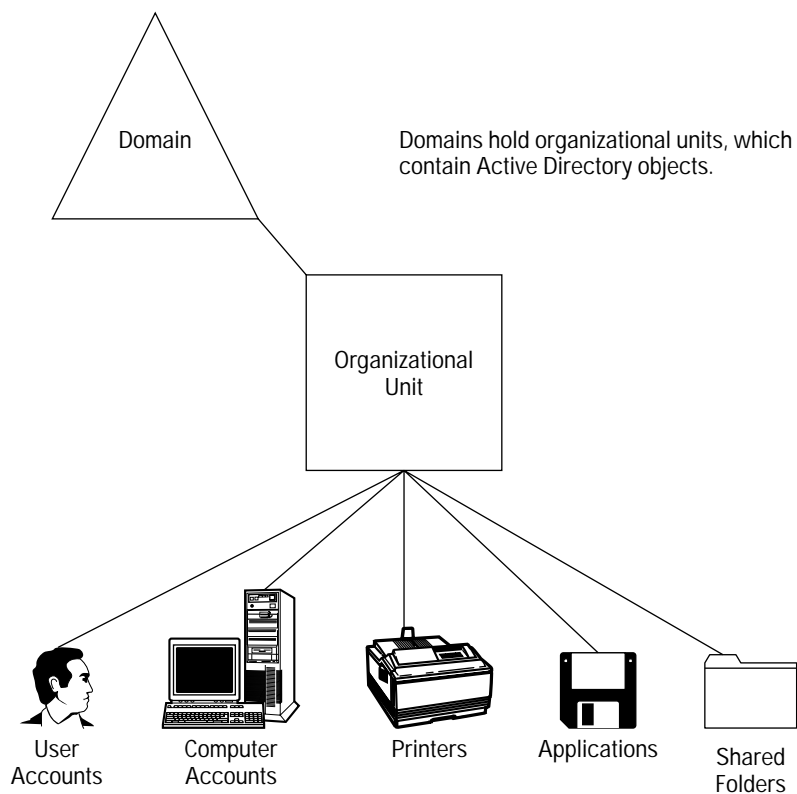 Domain
Domains hold organizational units, which
contain Active Directory objects.
Organizational
Unit
User
Accounts
Computer
Accounts
Printers
Applications
Shared
Folders